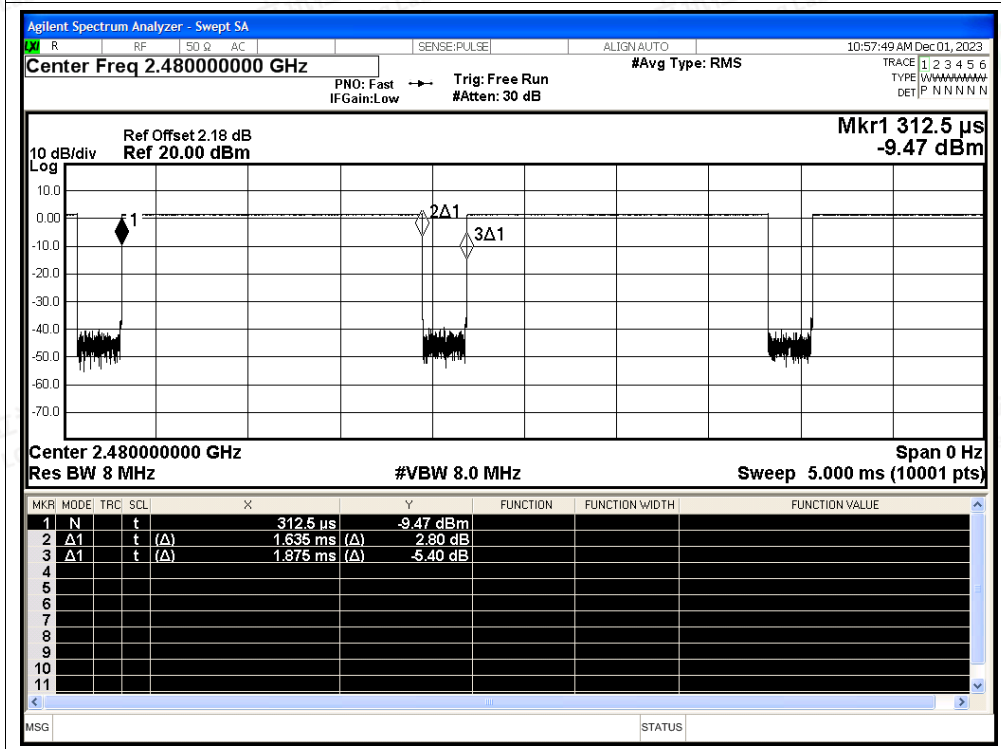 Agilent Spectrum Analyzer - Swept SA
LXI R RF 50 Ω AC SENSE:PULSE ALIGN AUTO 10:57:49 AM Dec 01, 2023
Center Freq 2.480000000 GHz #Avg Type: RMS TRACE 1 2 3 4 5 6
PNO: Fast Trig: Free Run TYPE
IFGain:Low #Atten: 30 dB DET P N N N N N
Mkr1 312.5 µs
Ref Offset 2.18 dB
10 dB/div Ref 20.00 dBm -9.47 dBm
Log
10.0
0.00
-10.0
-20.0
-30.0
-40.0
-50.0
-60.0
-70.0
1
2Δ1
3Δ1
Center 2.480000000 GHz Span 0 Hz
Res BW 8 MHz #VBW 8.0 MHz Sweep 5.000 ms (10001 pts)
MKR MODE TRC SCL X Y FUNCTION FUNCTION WIDTH FUNCTION VALUE
1 N t 312.5 µs -9.47 dBm
2 Δ1 t (Δ) 1.635 ms (Δ) 2.80 dB
3 Δ1 t (Δ) 1.875 ms (Δ) -5.40 dB
4
5
6
7
8
9
10
11
MSG STATUS